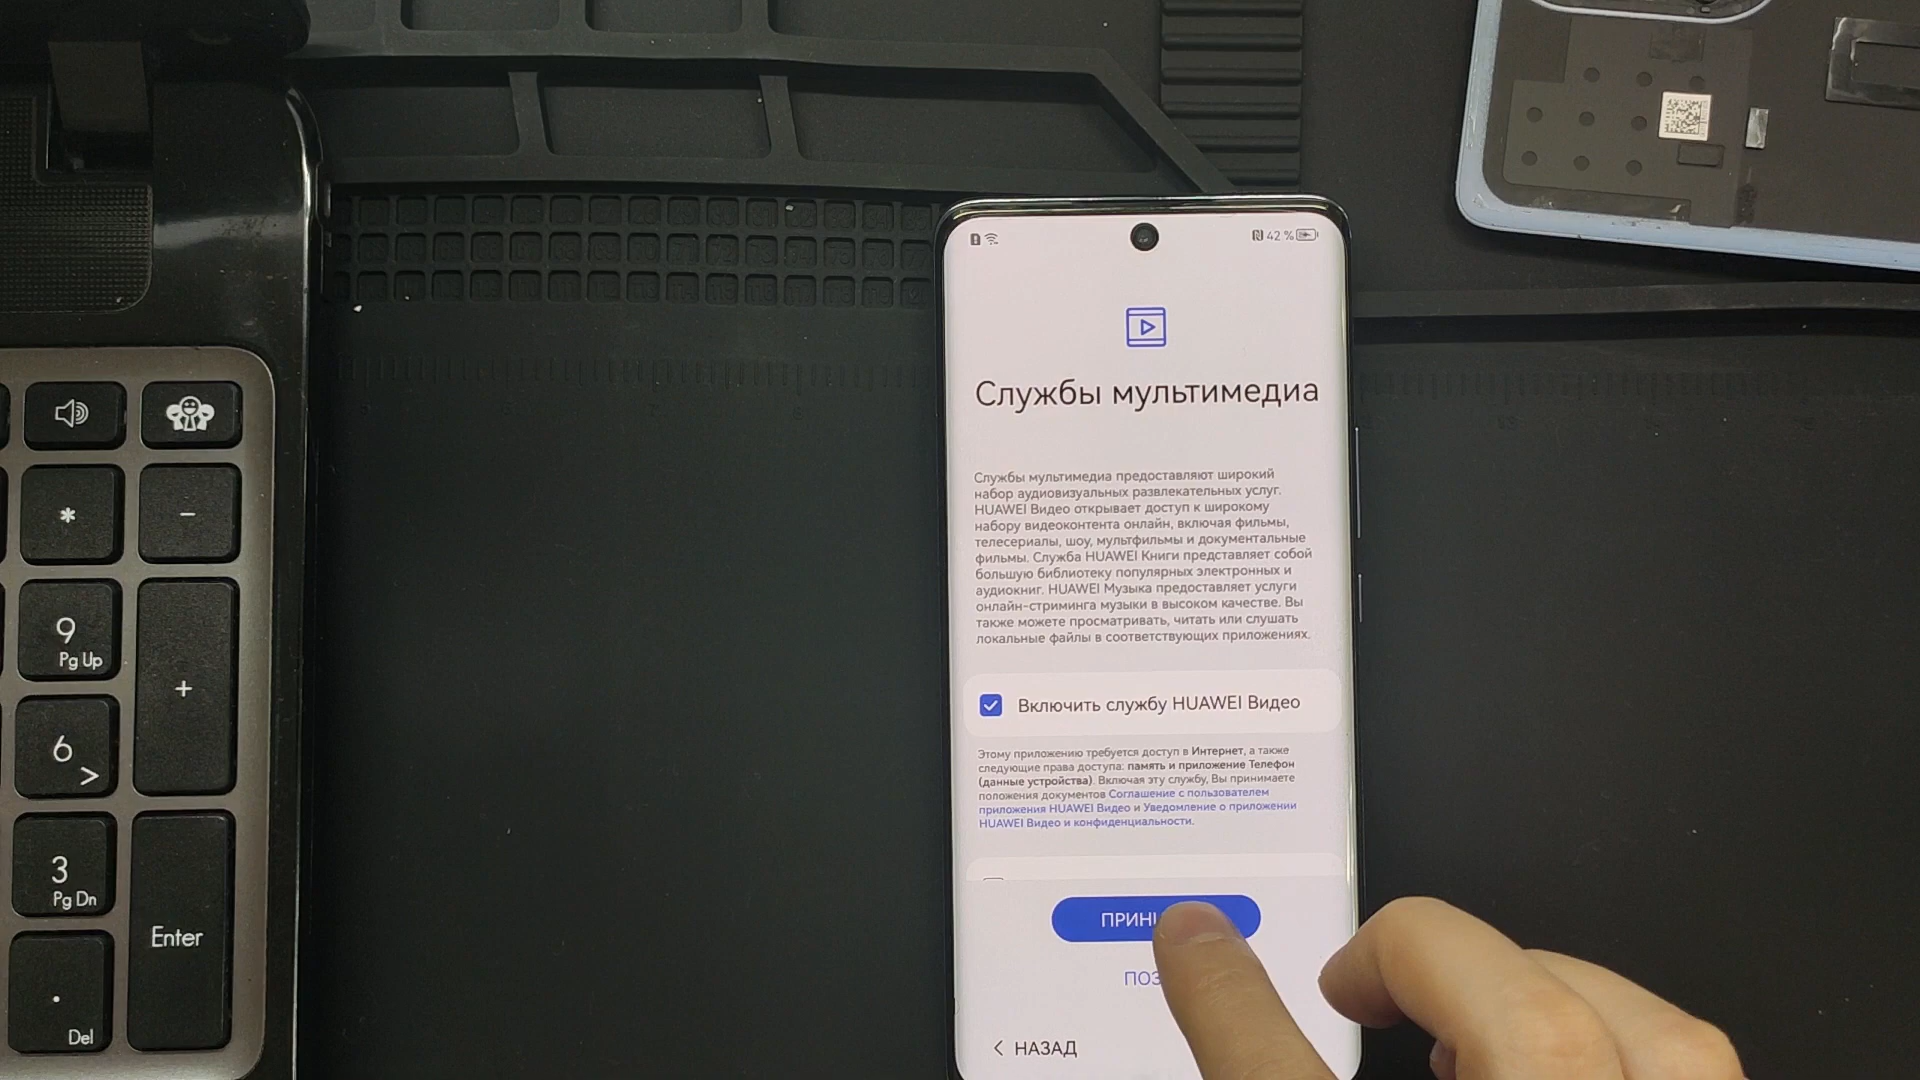 42 %
Службы мультимедиа
Службы мультимедиа предоставляют широкий
набор аудиовизуальных развлекательных услуг.
HUAWEI Видео открывает доступ к широкому
набору видеоконтента онлайн, включая фильмы,
телесериалы, шоу, мультфильмы и документальные
фильмы. Служба HUAWEI Книги представляет собой
большую библиотеку популярных электронных и
аудиокниг. HUAWEI Музыка предоставляет услуги
онлайн-стриминга музыки в высоком качестве. Вы
также можете просматривать, читать или слушать
локальные файлы в соответствующих приложениях.
Включить службу HUAWEI Видео
Этому приложению требуется доступ в Интернет, а также
следующие права доступа: память и приложение Телефон
(данные устройства). Включая эту службу, Вы принимаете
положения документов Соглашение с пользователем
приложения HUAWEI Видео и Уведомление о приложении
HUAWEI Видео и конфиденциальности.
НАЗАД
*
-
9
Pg Up
+
6
>
3
Pg Dn
Enter
.
Del